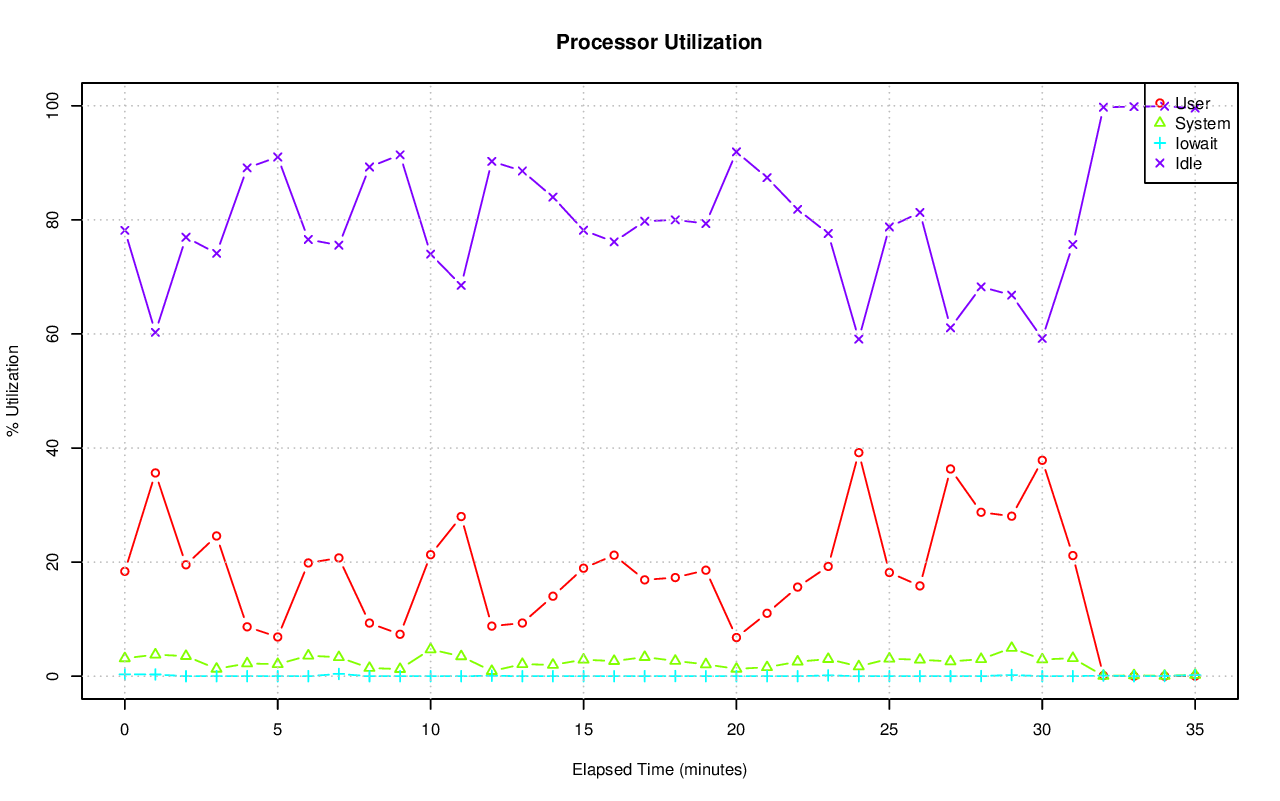 Processor Utilization
% Utilization
100
80
60
40
20
0
User
System
Iowait
Idle
0 5 10 15 20 25 30 35
Elapsed Time (minutes)